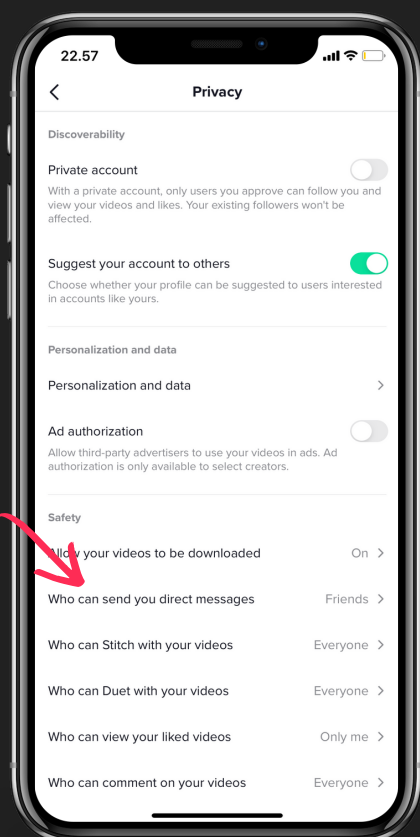 22.57
Privacy
Discoverability
Private account
With a private account, only users you approve can follow you and
view your videos and likes. Your existing followers won't be
affected.
Suggest your account to others
Choose whether your profile can be suggested to users interested
in accounts like yours.
Personalization and data
Personalization and data
Ad authorization
Allow third-party advertisers to use your videos in ads. Ad
authorization is only available to select creators.
Safety
Allow your videos to be downloaded On
Who can send you direct messages Friends
Who can Stitch with your videos Everyone
Who can Duet with your videos Everyone
Who can view your liked videos Only me
Who can comment on your videos Everyone